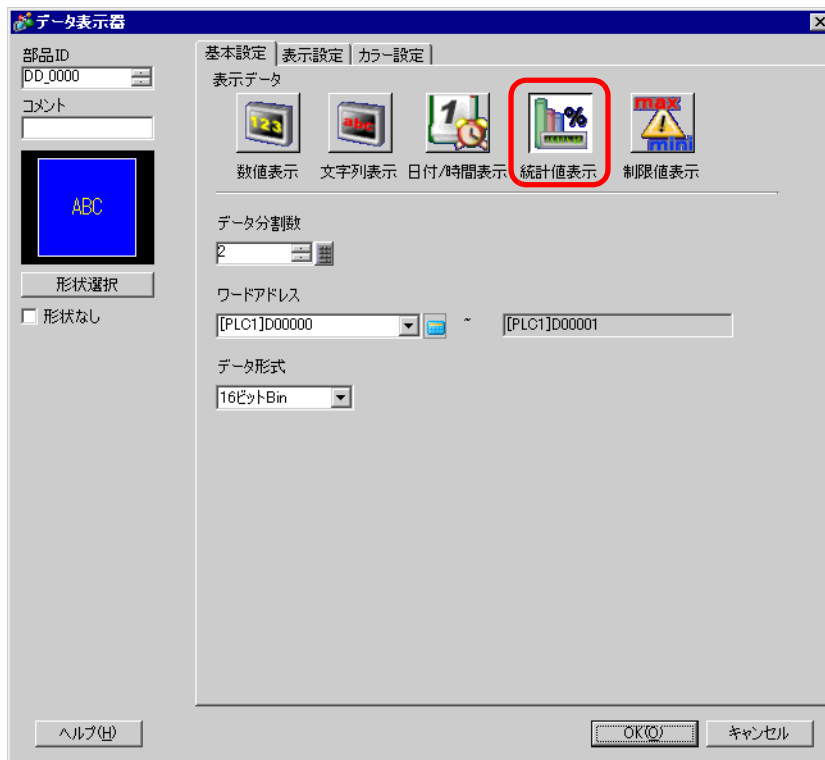 データ表示器
部品ID
DD_0000
コメント
ABC
形状選択
形状なし
基本設定 表示設定 カラー設定
表示データ
123 abc 1 % max mini
数値表示 文字列表示 日付/時間表示 統計値表示 制限値表示
データ分割数
2
ワードアドレス
[PLC1]D00000 ~ [PLC1]D00001
データ形式
16ビットBin
ヘルプ(H) OK(O) キャンセル